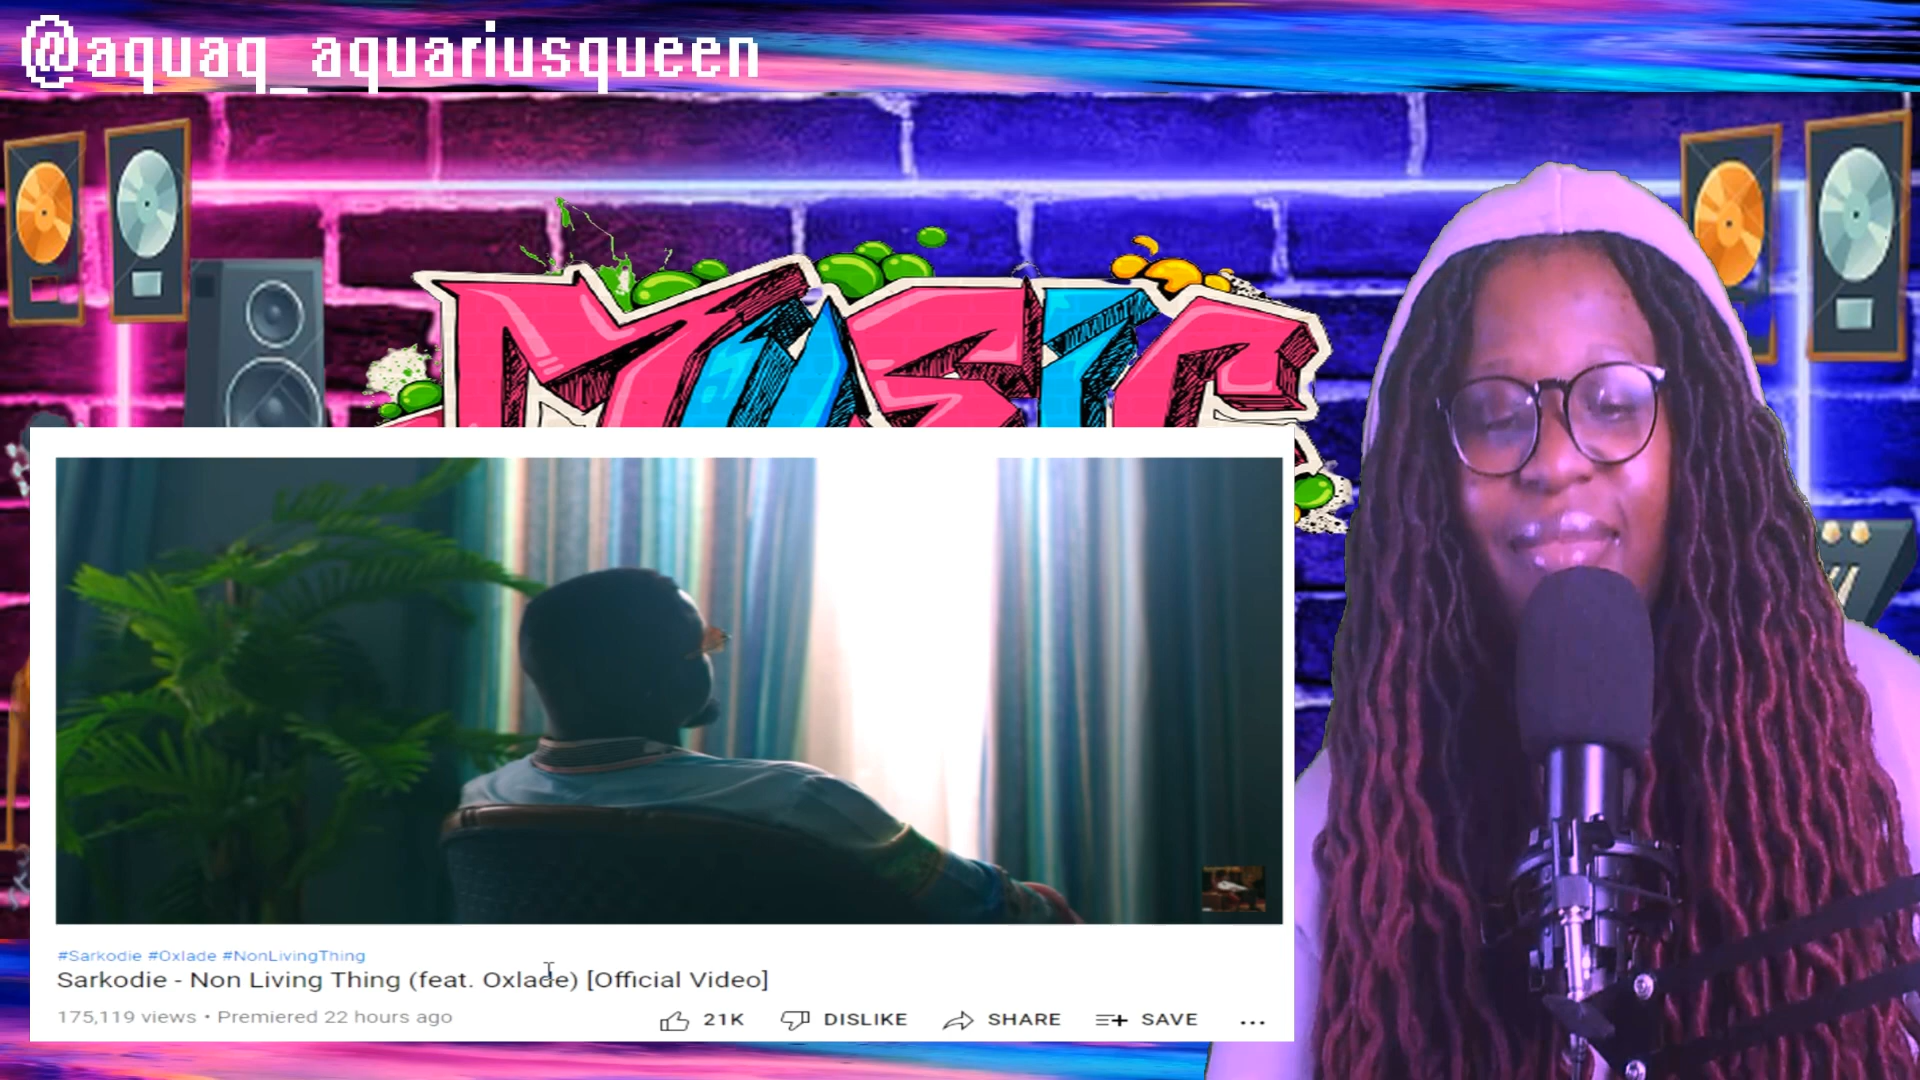 @aquaq_aquariusqueen
MUSIC
#Sarkodie #Oxlade #NonLivingThing
Sarkodie - Non Living Thing (feat. Oxlade) [Official Video]
175,119 views • Premiered 22 hours ago
21K
DISLIKE
SHARE
SAVE